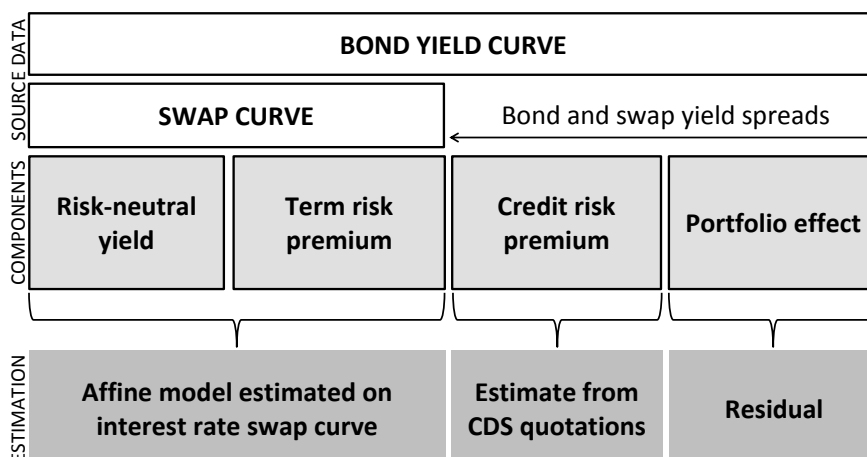 SOURCE DATA
BOND YIELD CURVE
SWAP CURVE
Bond and swap yield spreads
COMPONENTS
Risk-neutral
yield
Term risk
premium
Credit risk
premium
Portfolio effect
ESTIMATION
Affine model estimated on
interest rate swap curve
Estimate from
CDS quotations
Residual